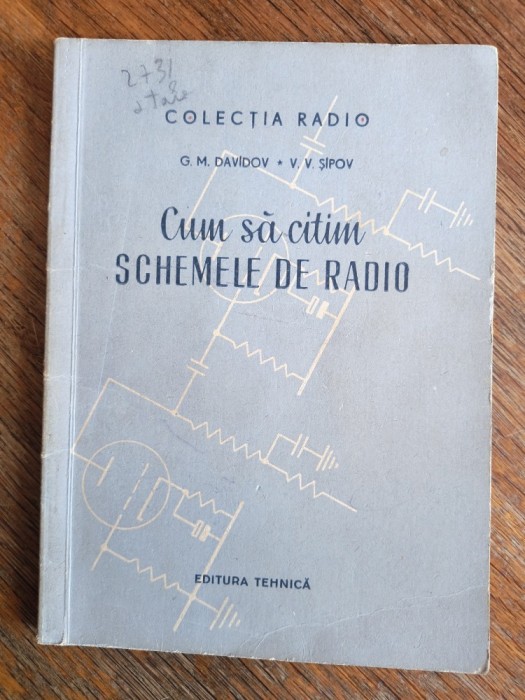 2731
COLECȚIA RADIO
G. M. DAVÎDOV * V. V. ȘIPOV
Cum să citim
SCHEMELE DE RADIO
EDITURA TEHNICĂ